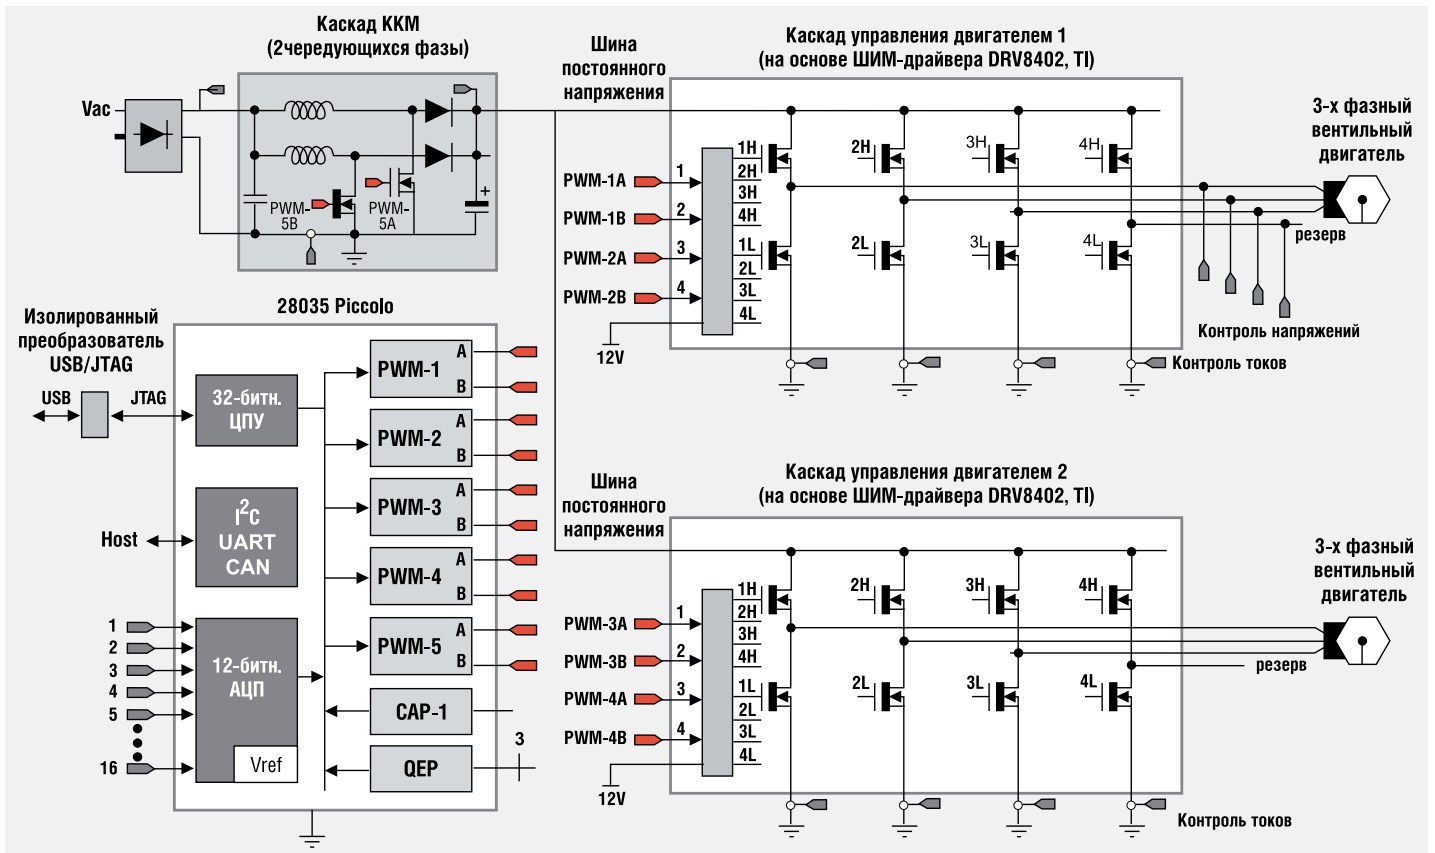 Каскад ККМ
(2чередующихся фазы)
Vac
PWM-
5B
PWM-
5A
+
Шина
постоянного
напряжения
Каскад управления двигателем 1
(на основе ШИМ-драйвера DRV8402, TI)
PWM-1A
1
PWM-1B
2
PWM-2A
3
PWM-2B
4
12V
1H
2H
3H
4H
1L
2L
3L
4L
2H
3H
4H
2L
3L
4L
3-х фазный
вентильный
двигатель
резерв
Контроль напряжений
Контроль токов
28035 Piccolo
Изолированный
преобразователь
USB/JTAG
USB
JTAG
32-битн.
ЦПУ
Host
I2C
UART
CAN
1
2
3
4
5
16
12-битн.
АЦП
Vref
PWM-1
A
B
PWM-2
A
B
PWM-3
A
B
PWM-4
A
B
PWM-5
A
B
CAP-1
QEP
3
Шина
постоянного
напряжения
Каскад управления двигателем 2
(на основе ШИМ-драйвера DRV8402, TI)
PWM-3A
1
PWM-3B
2
PWM-4A
3
PWM-4B
4
12V
1H
2H
3H
4H
1L
2L
3L
4L
2H
3H
4H
2L
3L
4L
3-х фазный
вентильный
двигатель
резерв
Контроль токов